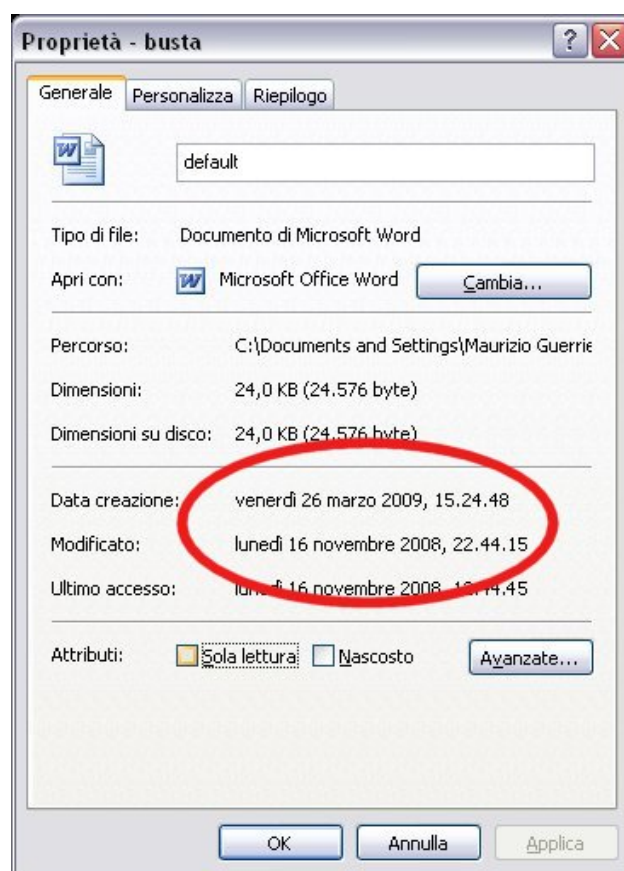 Proprietà - busta
Generale Personalizza Riepilogo
default
Tipo di file: Documento di Microsoft Word
Apri con: Microsoft Office Word Cambia...
Percorso: C:\Documents and Settings\Maurizio Guerrie
Dimensioni: 24,0 KB (24.576 byte)
Dimensioni su disco: 24,0 KB (24.576 byte)
Data creazione: venerdì 26 marzo 2009, 15.24.48
Modificato: lunedì 16 novembre 2008, 22.44.15
Ultimo accesso: lunedì 16 novembre 2008,
Attributi: Sola lettura Nascosto Avanzate...
OK Annulla Applica